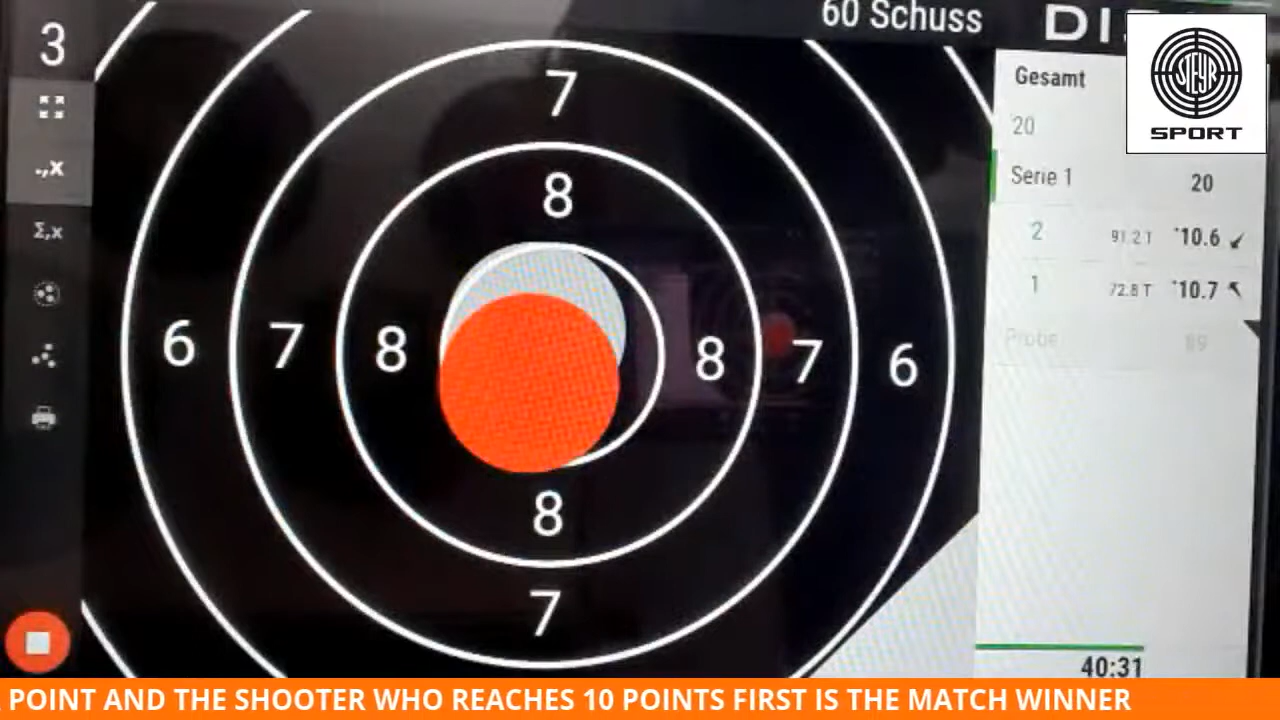 3
60 Schuss
Gesamt
20
Serie 1 20
2 91.2 T *10.6
1 72.8 T *10.7
Probe 89
.,x
Σ,x
7
8
6 7 8 8 7 6
8
7
40:31
STEYR
SPORT
POINT AND THE SHOOTER WHO REACHES 10 POINTS FIRST IS THE MATCH WINNER